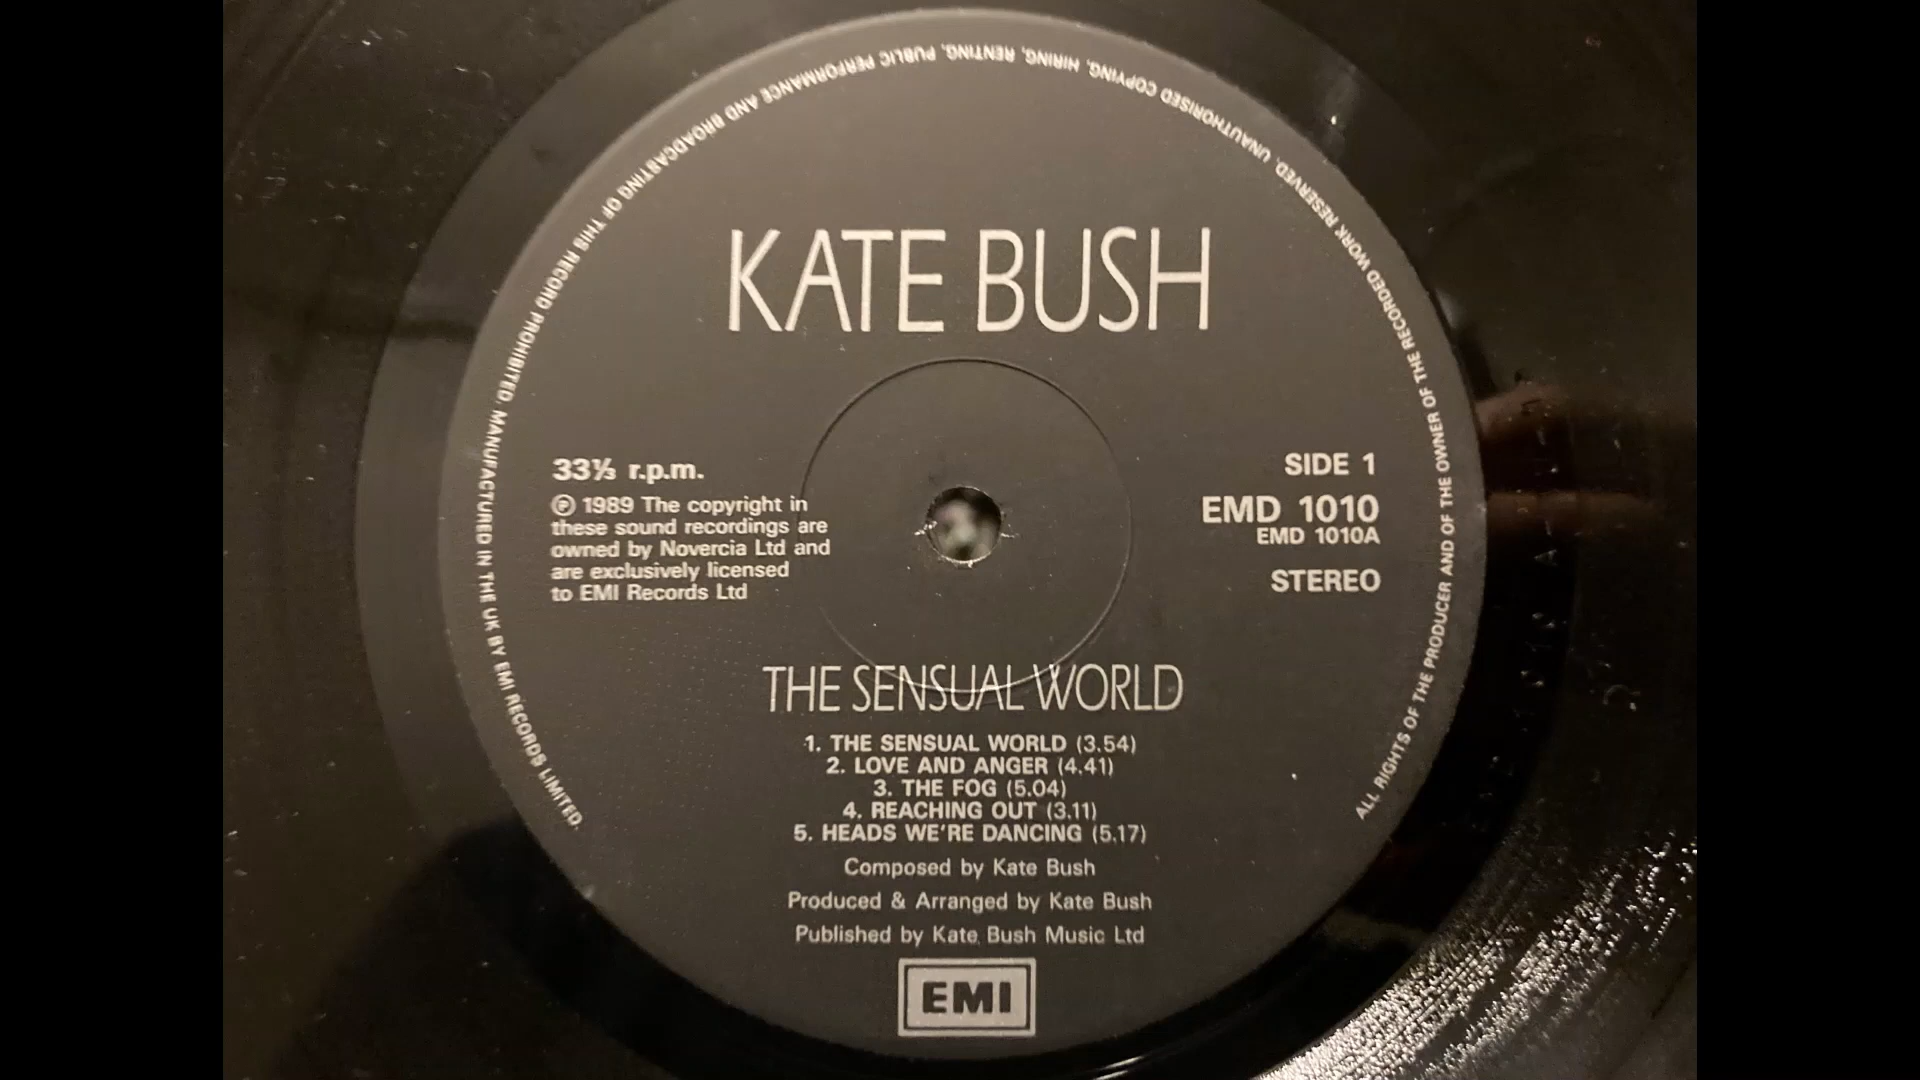 KATE BUSH
33⅓ r.p.m.
℗ 1989 The copyright in
these sound recordings are
owned by Novercia Ltd and
are exclusively licensed
to EMI Records Ltd
SIDE 1
EMD 1010
EMD 1010A
STEREO
THE SENSUAL WORLD
1. THE SENSUAL WORLD (3.54)
2. LOVE AND ANGER (4.41)
3. THE FOG (5.04)
4. REACHING OUT (3.11)
5. HEADS WE'RE DANCING (5.17)
Composed by Kate Bush
Produced & Arranged by Kate Bush
Published by Kate Bush Music Ltd
EMI
ALL RIGHTS OF THE PRODUCER AND OF THE OWNER OF THE RECORDED WORK RESERVED. UNAUTHORISED COPYING, HIRING, RENTING, PUBLIC PERFORMANCE AND BROADCASTING OF THIS RECORD PROHIBITED. MANUFACTURED IN THE UK BY EMI RECORDS LIMITED.